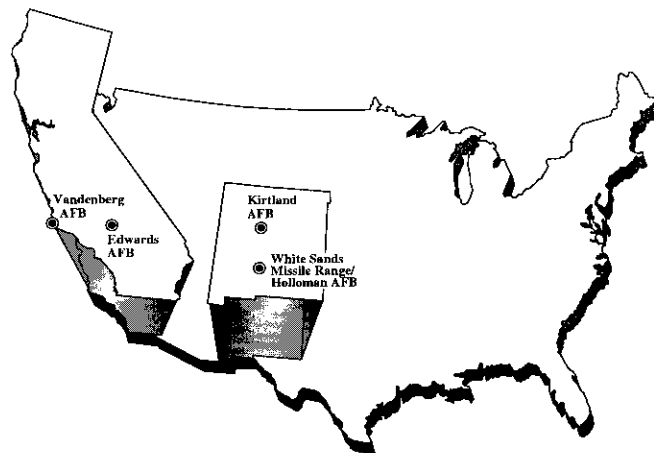 Vandenberg
AFB
Edwards
AFB
Kirtland
AFB
White Sands
Missile Range/
Holloman AFB